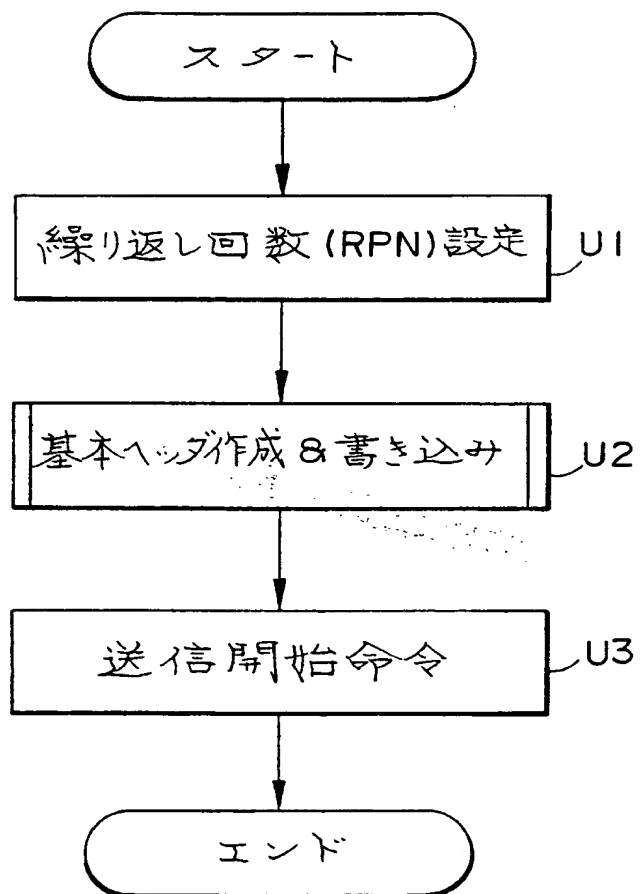 スタート
繰り返し回数(RPN)設定
U1
基本ヘッダ作成&書き込み
U2
送信開始命令
U3
エンド